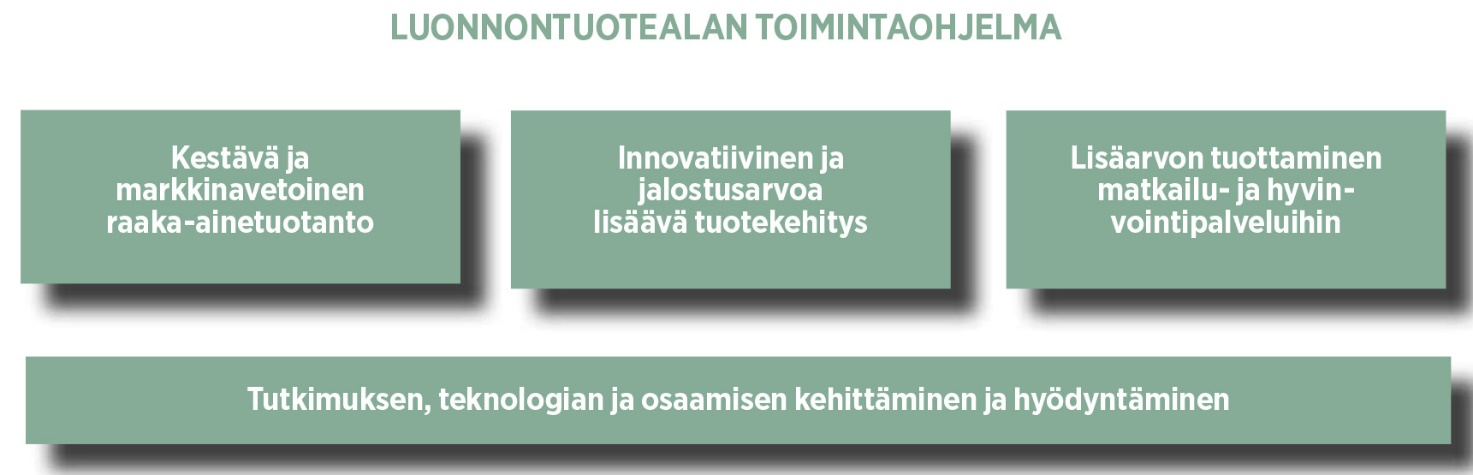 LUONNONTUOTEALAN TOIMINTAOHJELMA
Kestävä ja
markkinavetoinen
raaka-ainetuotanto
Innovatiivinen ja
jalostusarvoa
lisäävä tuotekehitys
Lisäarvon tuottaminen
matkailu- ja hyvin-
vointipalveluihin
Tutkimuksen, teknologian ja osaamisen kehittäminen ja hyödyntäminen